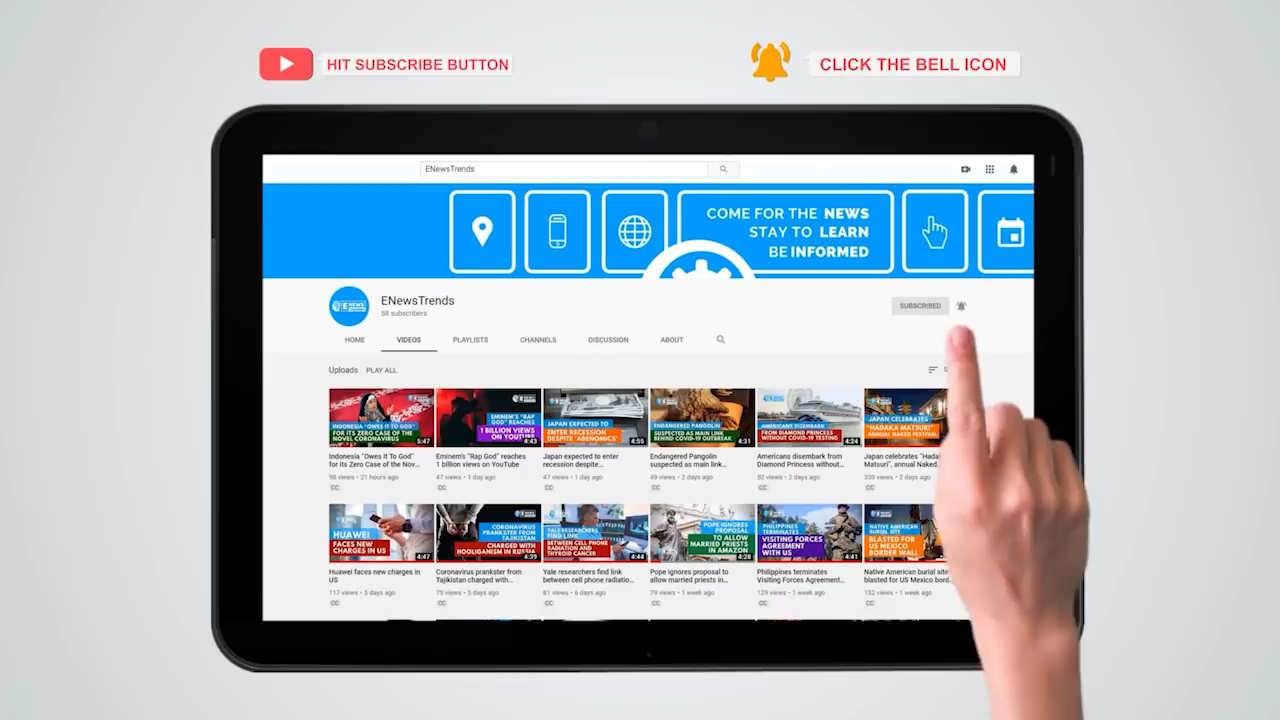 HIT SUBSCRIBE BUTTON
CLICK THE BELL ICON
ENewsTrends
COME FOR THE NEWS
STAY TO LEARN
BE INFORMED
ENewsTrends
58 subscribers
SUBSCRIBED
HOME
VIDEOS
PLAYLISTS
CHANNELS
DISCUSSION
ABOUT
Uploads
PLAY ALL
INDONESIA "OWES IT TO GOD"
FOR ITS ZERO CASE OF THE
NOVEL CORONAVIRUS
5:47
EMINEM'S "RAP
GOD" REACHES
1 BILLION VIEWS
ON YOUTUBE
4:43
JAPAN EXPECTED TO
ENTER RECESSION
DESPITE "ABENOMICS"
4:55
ENDANGERED PANGOLIN
SUSPECTED AS MAIN LINK
BEHIND COVID-19 OUTBREAK
4:31
AMERICANS DISEMBARK
FROM DIAMOND PRINCESS
WITHOUT COVID-19 TESTING
4:24
JAPAN CELEBRATES
"HADAKA MATSURI",
ANNUAL NAKED FESTIVAL
Indonesia "Owes It To God"
for its Zero Case of the Nov...
98 views • 21 hours ago
CC
Eminem's "Rap God" reaches
1 billion views on YouTube
47 views • 1 day ago
CC
Japan expected to enter
recession despite...
47 views • 1 day ago
CC
Endangered Pangolin
suspected as main link...
49 views • 2 days ago
CC
Americans disembark from
Diamond Princess without...
52 views • 2 days ago
CC
Japan celebrates "Hadaka
Matsuri", annual Naked
333 views • 2 days ago
CC
HUAWEI
FACES NEW
CHARGES IN US
4:47
CORONAVIRUS
PRANKSTER FROM
TAJIKISTAN
CHARGED WITH
HOOLIGANISM IN RUSSIA
4:39
YALE RESEARCHERS
FIND LINK
BETWEEN CELL PHONE
RADIATION AND
THYROID CANCER
4:44
POPE IGNORES
PROPOSAL
TO ALLOW
MARRIED PRIESTS
IN AMAZON
4:28
PHILIPPINES
TERMINATES
VISITING FORCES
AGREEMENT
WITH US
4:41
NATIVE AMERICAN
BURIAL SITE
BLASTED FOR
US MEXICO
BORDER WALL
Huawei faces new charges in
US
117 views • 5 days ago
CC
Coronavirus prankster from
Tajikistan charged with...
75 views • 5 days ago
CC
Yale researchers find link
between cell phone radiatio...
81 views • 6 days ago
CC
Pope ignores proposal to
allow married priests in...
79 views • 1 week ago
CC
Philippines terminates
Visiting Forces Agreement...
129 views • 1 week ago
CC
Native American burial site
blasted for US Mexico bord
152 views • 1 week ago
CC